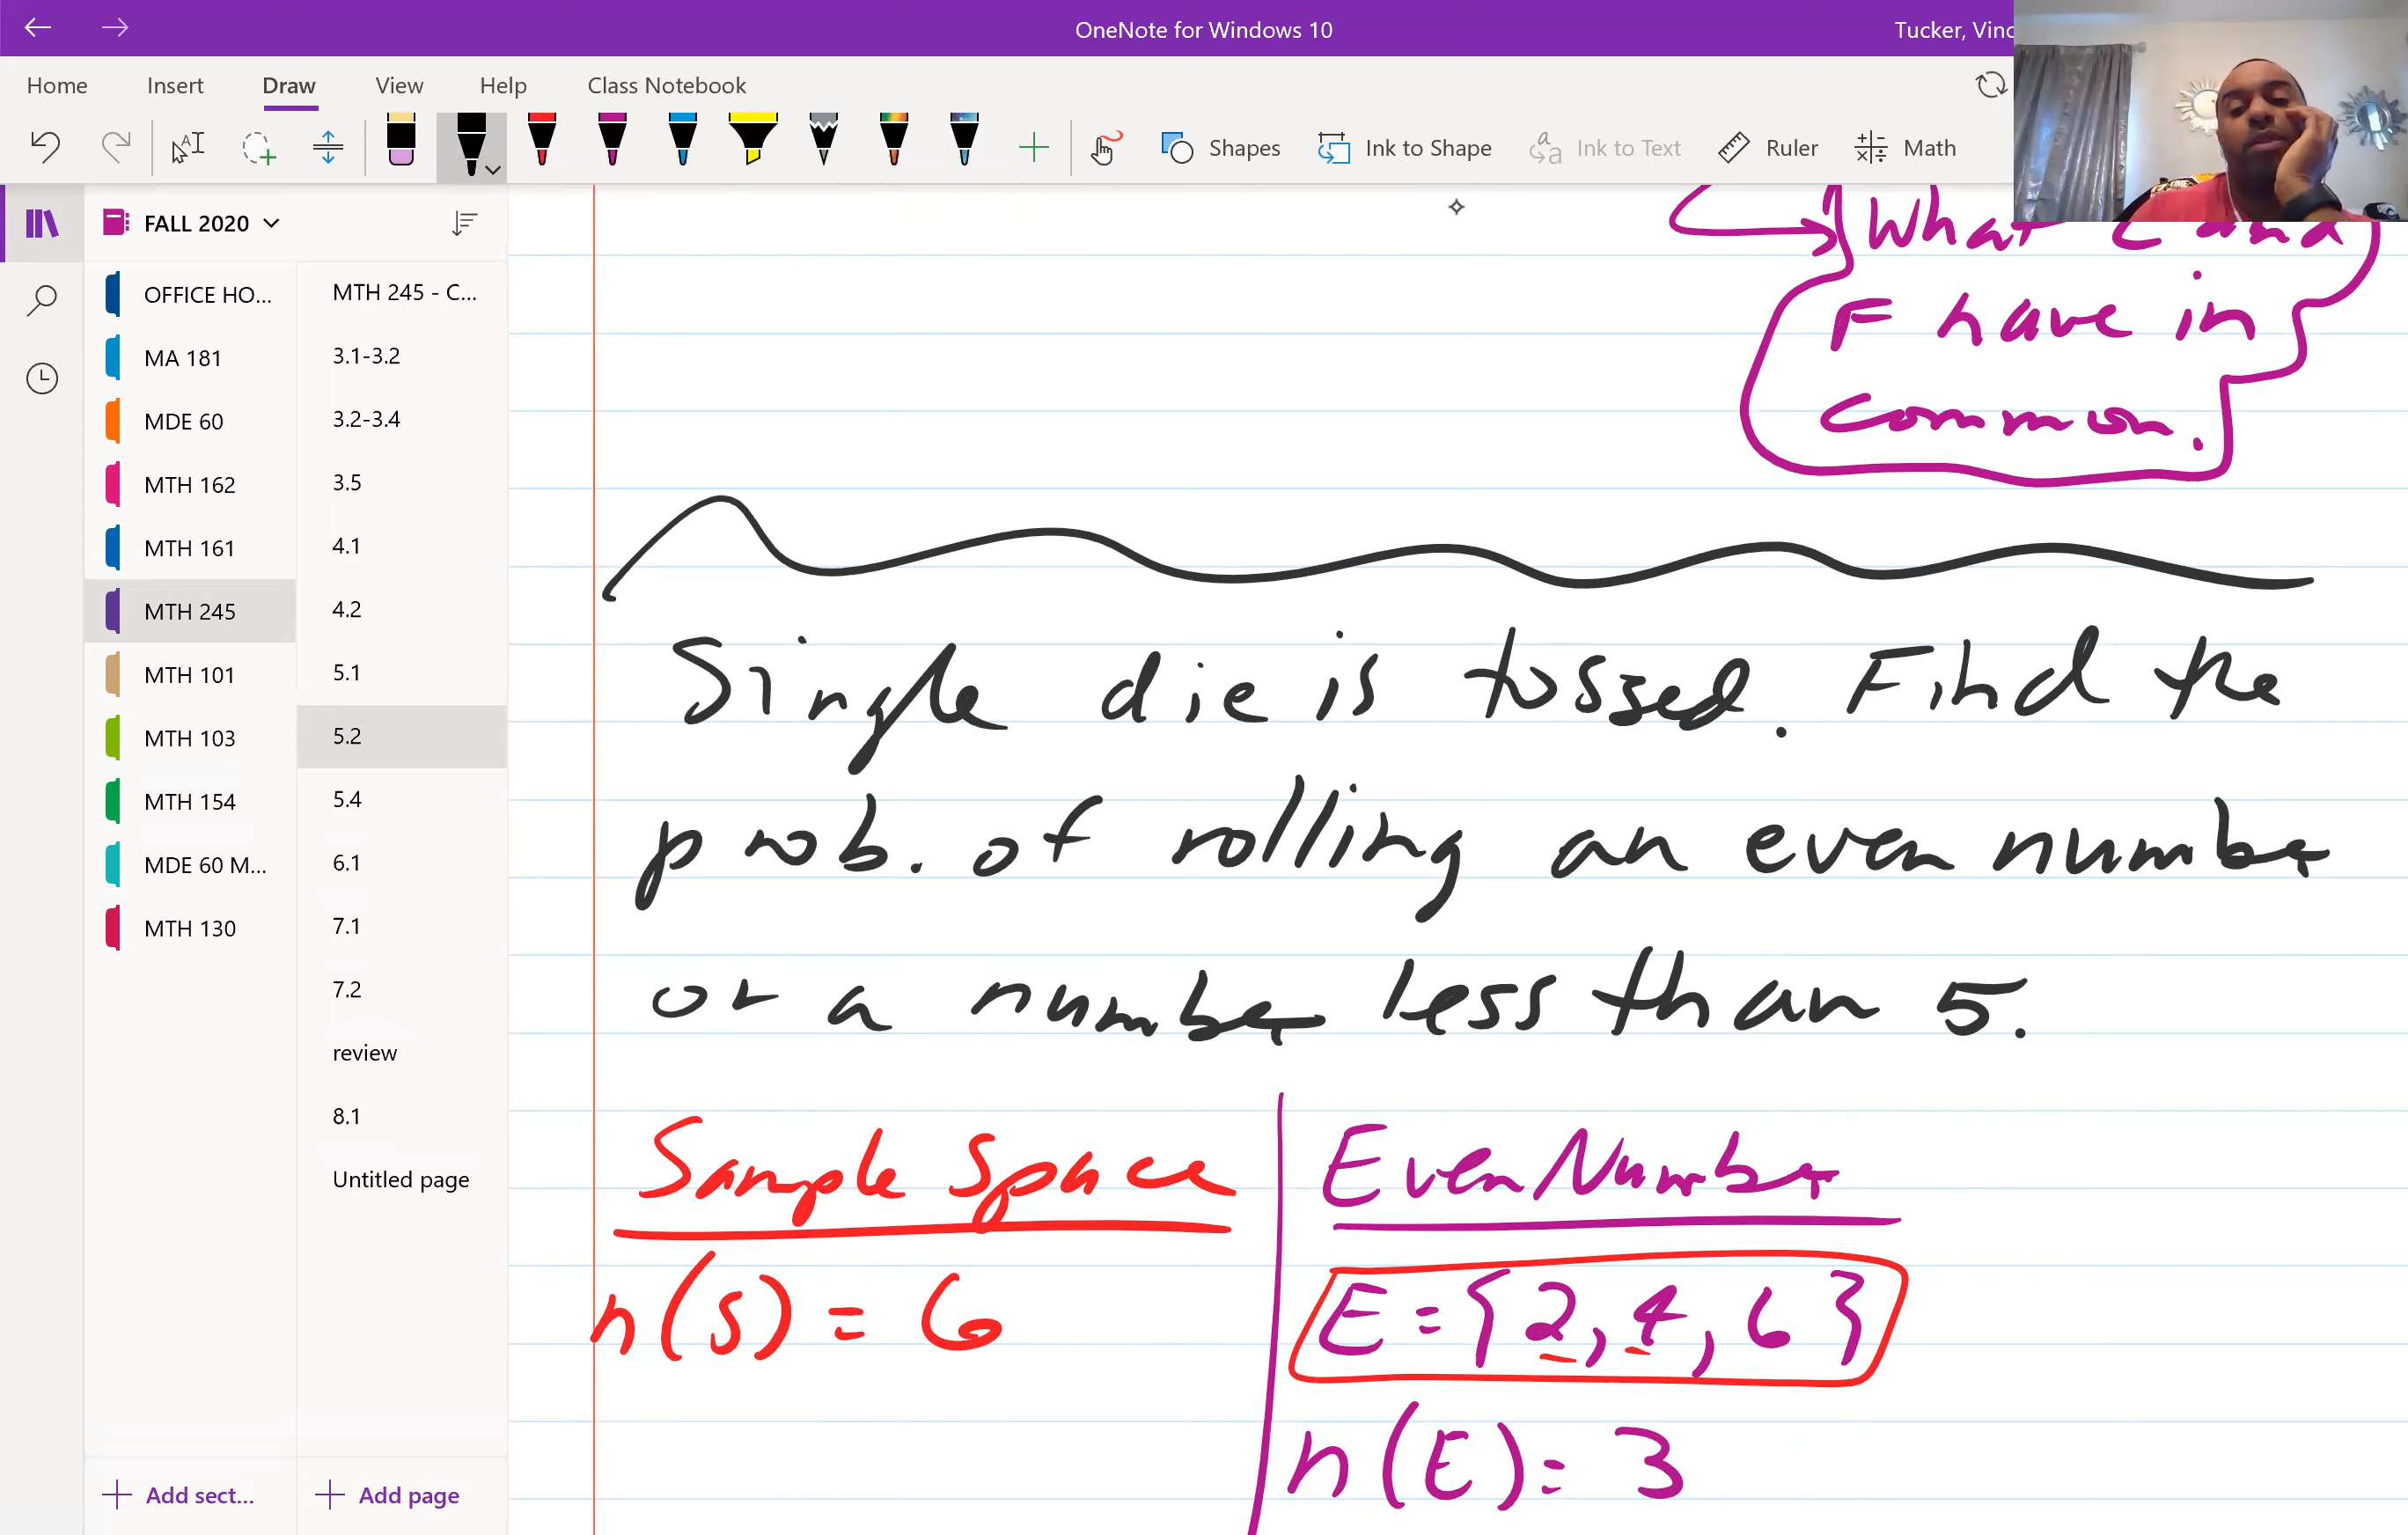 OneNote for Windows 10
Tucker, Vinc
Home Insert Draw View Help Class Notebook
Shapes Ink to Shape Ink to Text Ruler Math
FALL 2020
OFFICE HO...
MA 181
MDE 60
MTH 162
MTH 161
MTH 245
MTH 101
MTH 103
MTH 154
MDE 60 M...
MTH 130
Add sect...
MTH 245 - C...
3.1-3.2
3.2-3.4
3.5
4.1
4.2
5.1
5.2
5.4
6.1
7.1
7.2
review
8.1
Untitled page
Add page
What E and
F have in
common.
Single die is tossed. Find the
prob. of rolling an even number
or a number less than 5.
Sample Space
n(S) = 6
Even Number
E = {2, 4, 6}
n(E) = 3